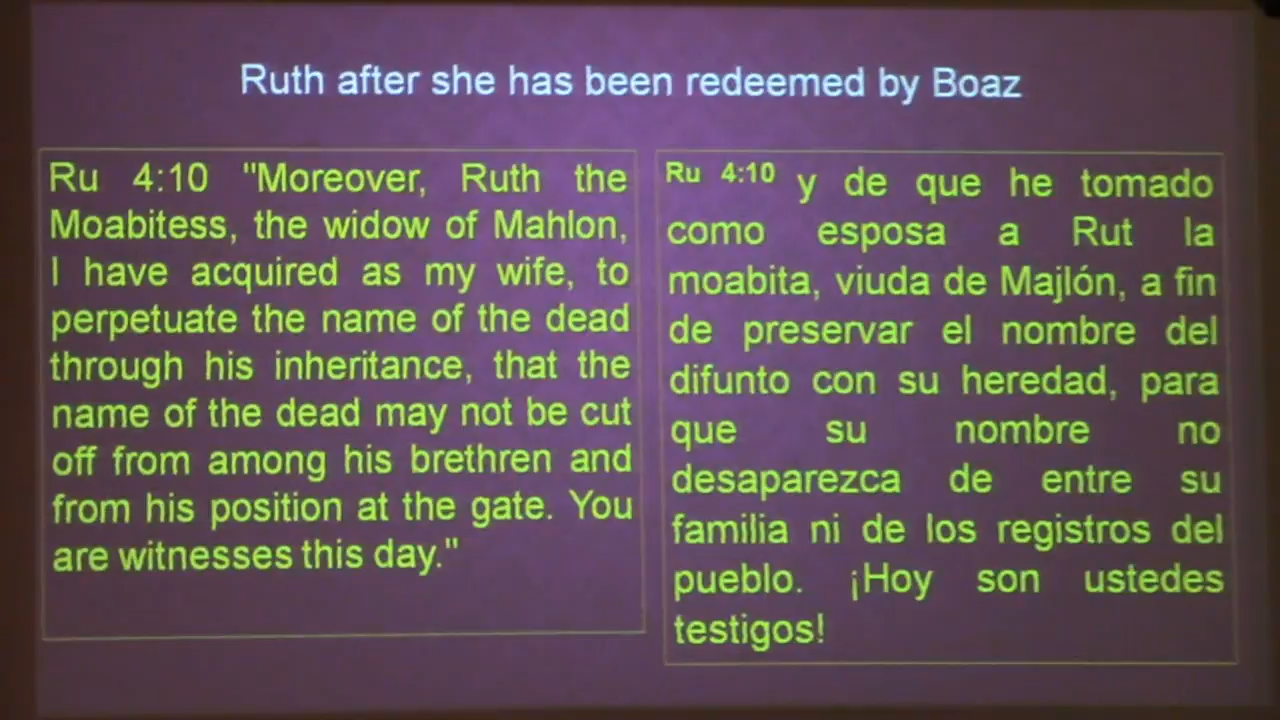 Ruth after she has been redeemed by Boaz
Ru 4:10 "Moreover, Ruth the
Moabitess, the widow of Mahlon,
I have acquired as my wife, to
perpetuate the name of the dead
through his inheritance, that the
name of the dead may not be cut
off from among his brethren and
from his position at the gate. You
are witnesses this day."
Ru 4:10 y de que he tomado
como esposa a Rut la
moabita, viuda de Majlón, a fin
de preservar el nombre del
difunto con su heredad, para
que su nombre no
desaparezca de entre su
familia ni de los registros del
pueblo. ¡Hoy son ustedes
testigos!